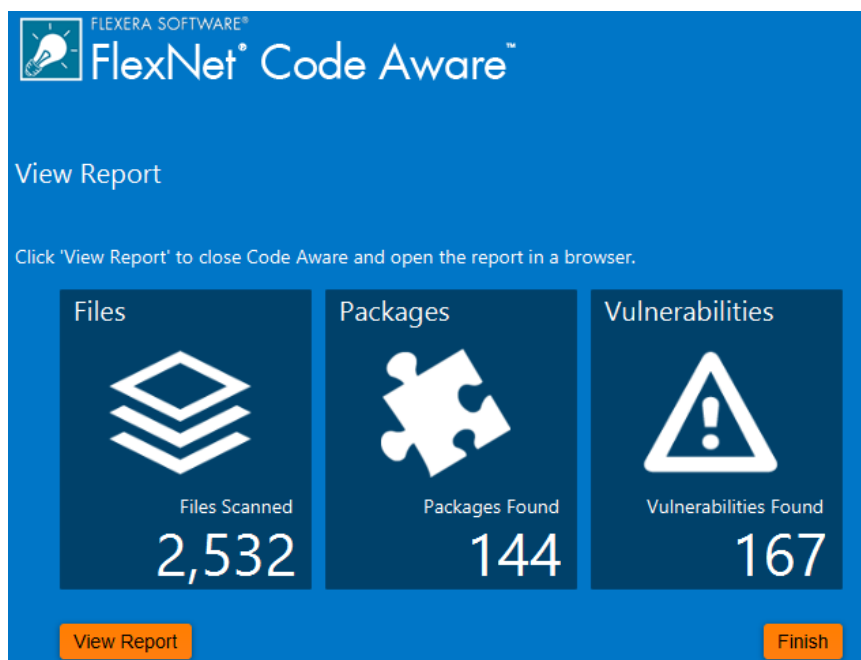 FLEXERA SOFTWARE®
FlexNet® Code Aware™
View Report
Click 'View Report' to close Code Aware and open the report in a browser.
Files
Files Scanned
2,532
Packages
Packages Found
144
Vulnerabilities
Vulnerabilities Found
167
View Report
Finish